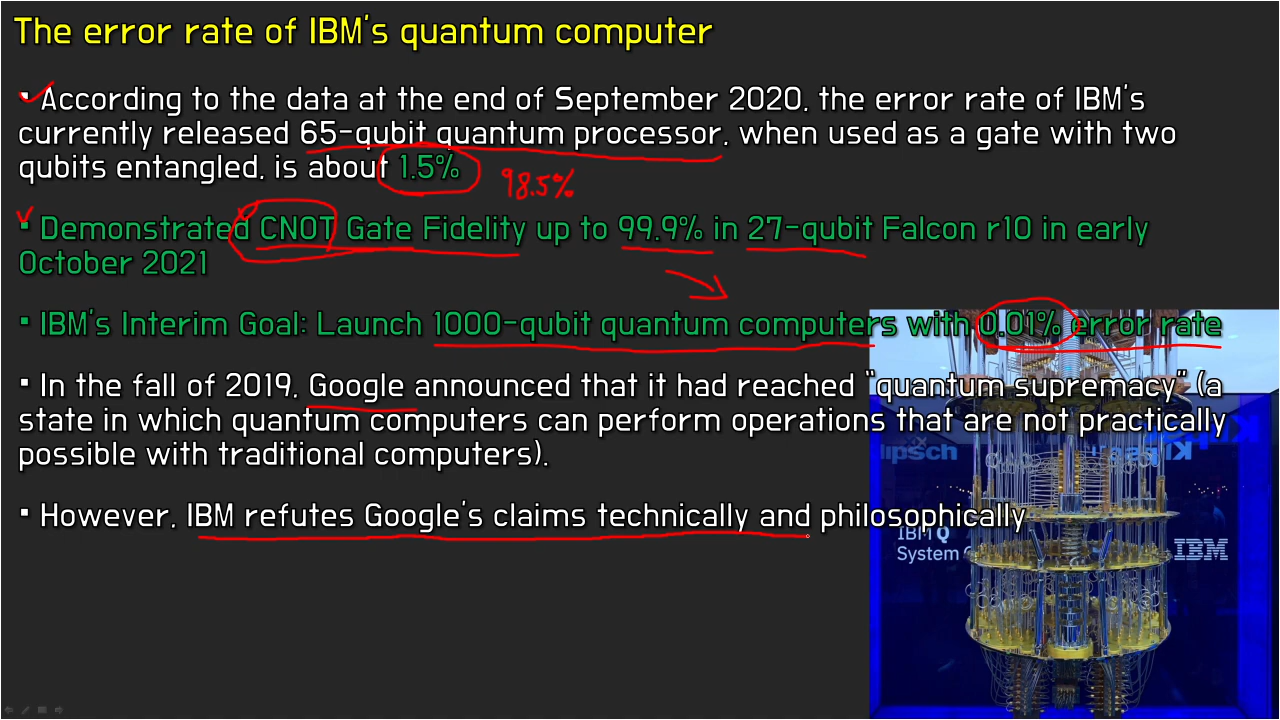 The error rate of IBM's quantum computer
▪ According to the data at the end of September 2020, the error rate of IBM's
currently released 65-qubit quantum processor, when used as a gate with two
qubits entangled, is about 1.5%
98.5%
▪ Demonstrated CNOT Gate Fidelity up to 99.9% in 27-qubit Falcon r10 in early
October 2021
▪ IBM's Interim Goal: Launch 1000-qubit quantum computers with 0.01% error rate
▪ In the fall of 2019, Google announced that it had reached "quantum supremacy" (a
state in which quantum computers can perform operations that are not practically
possible with traditional computers).
▪ However, IBM refutes Google's claims technically and philosophically
IBM Q
System
IBM